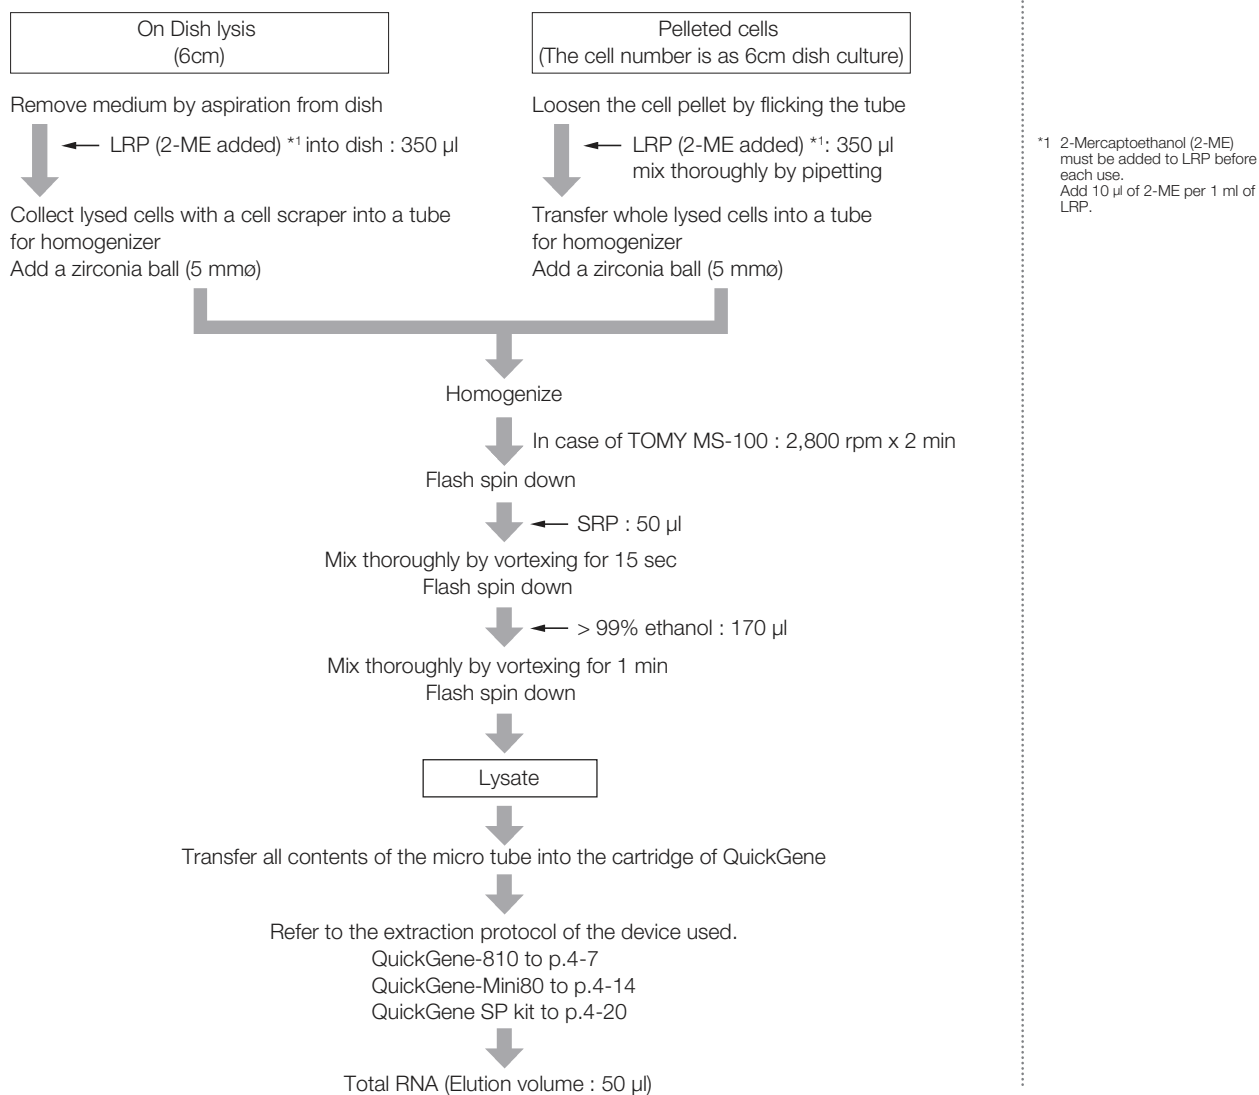 On Dish lysis
(6cm)
Remove medium by aspiration from dish
LRP (2-ME added) *1 into dish : 350 µl
Collect lysed cells with a cell scraper into a tube
for homogenizer
Add a zirconia ball (5 mmø)
Pelleted cells
(The cell number is as 6cm dish culture)
Loosen the cell pellet by flicking the tube
LRP (2-ME added) *1: 350 µl
mix thoroughly by pipetting
Transfer whole lysed cells into a tube
for homogenizer
Add a zirconia ball (5 mmø)
Homogenize
In case of TOMY MS-100 : 2,800 rpm x 2 min
Flash spin down
SRP : 50 µl
Mix thoroughly by vortexing for 15 sec
Flash spin down
> 99% ethanol : 170 µl
Mix thoroughly by vortexing for 1 min
Flash spin down
Lysate
Transfer all contents of the micro tube into the cartridge of QuickGene
Refer to the extraction protocol of the device used.
QuickGene-810 to p.4-7
QuickGene-Mini80 to p.4-14
QuickGene SP kit to p.4-20
Total RNA (Elution volume : 50 µl)
*1 2-Mercaptoethanol (2-ME)
must be added to LRP before
each use.
Add 10 µl of 2-ME per 1 ml of
LRP.